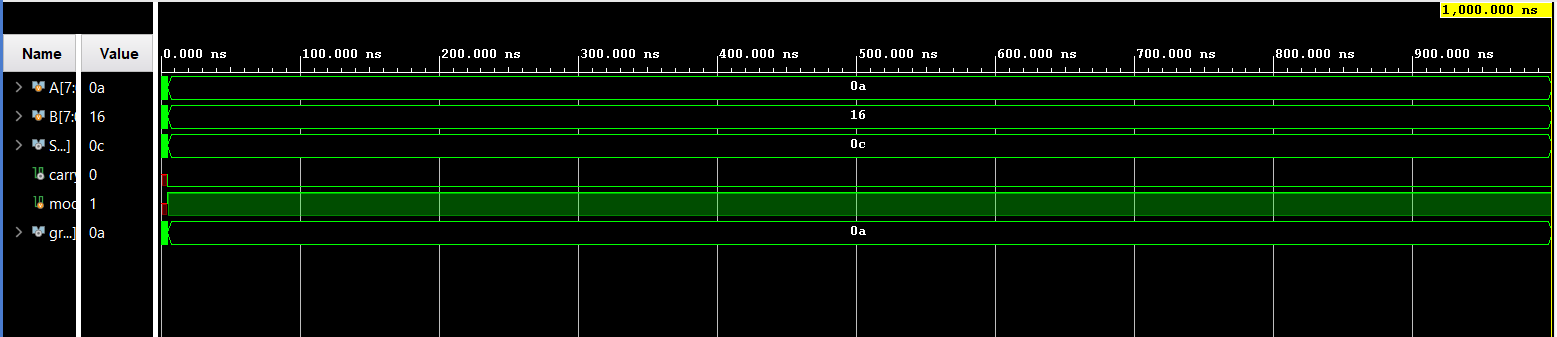 1,000.000 ns
Name Value 0.000 ns 100.000 ns 200.000 ns 300.000 ns 400.000 ns 500.000 ns 600.000 ns 700.000 ns 800.000 ns 900.000 ns
A[7: 0a 0a
B[7:0 16 16
S...] 0c 0c
carry 0
mod 1
gr...] 0a 0a